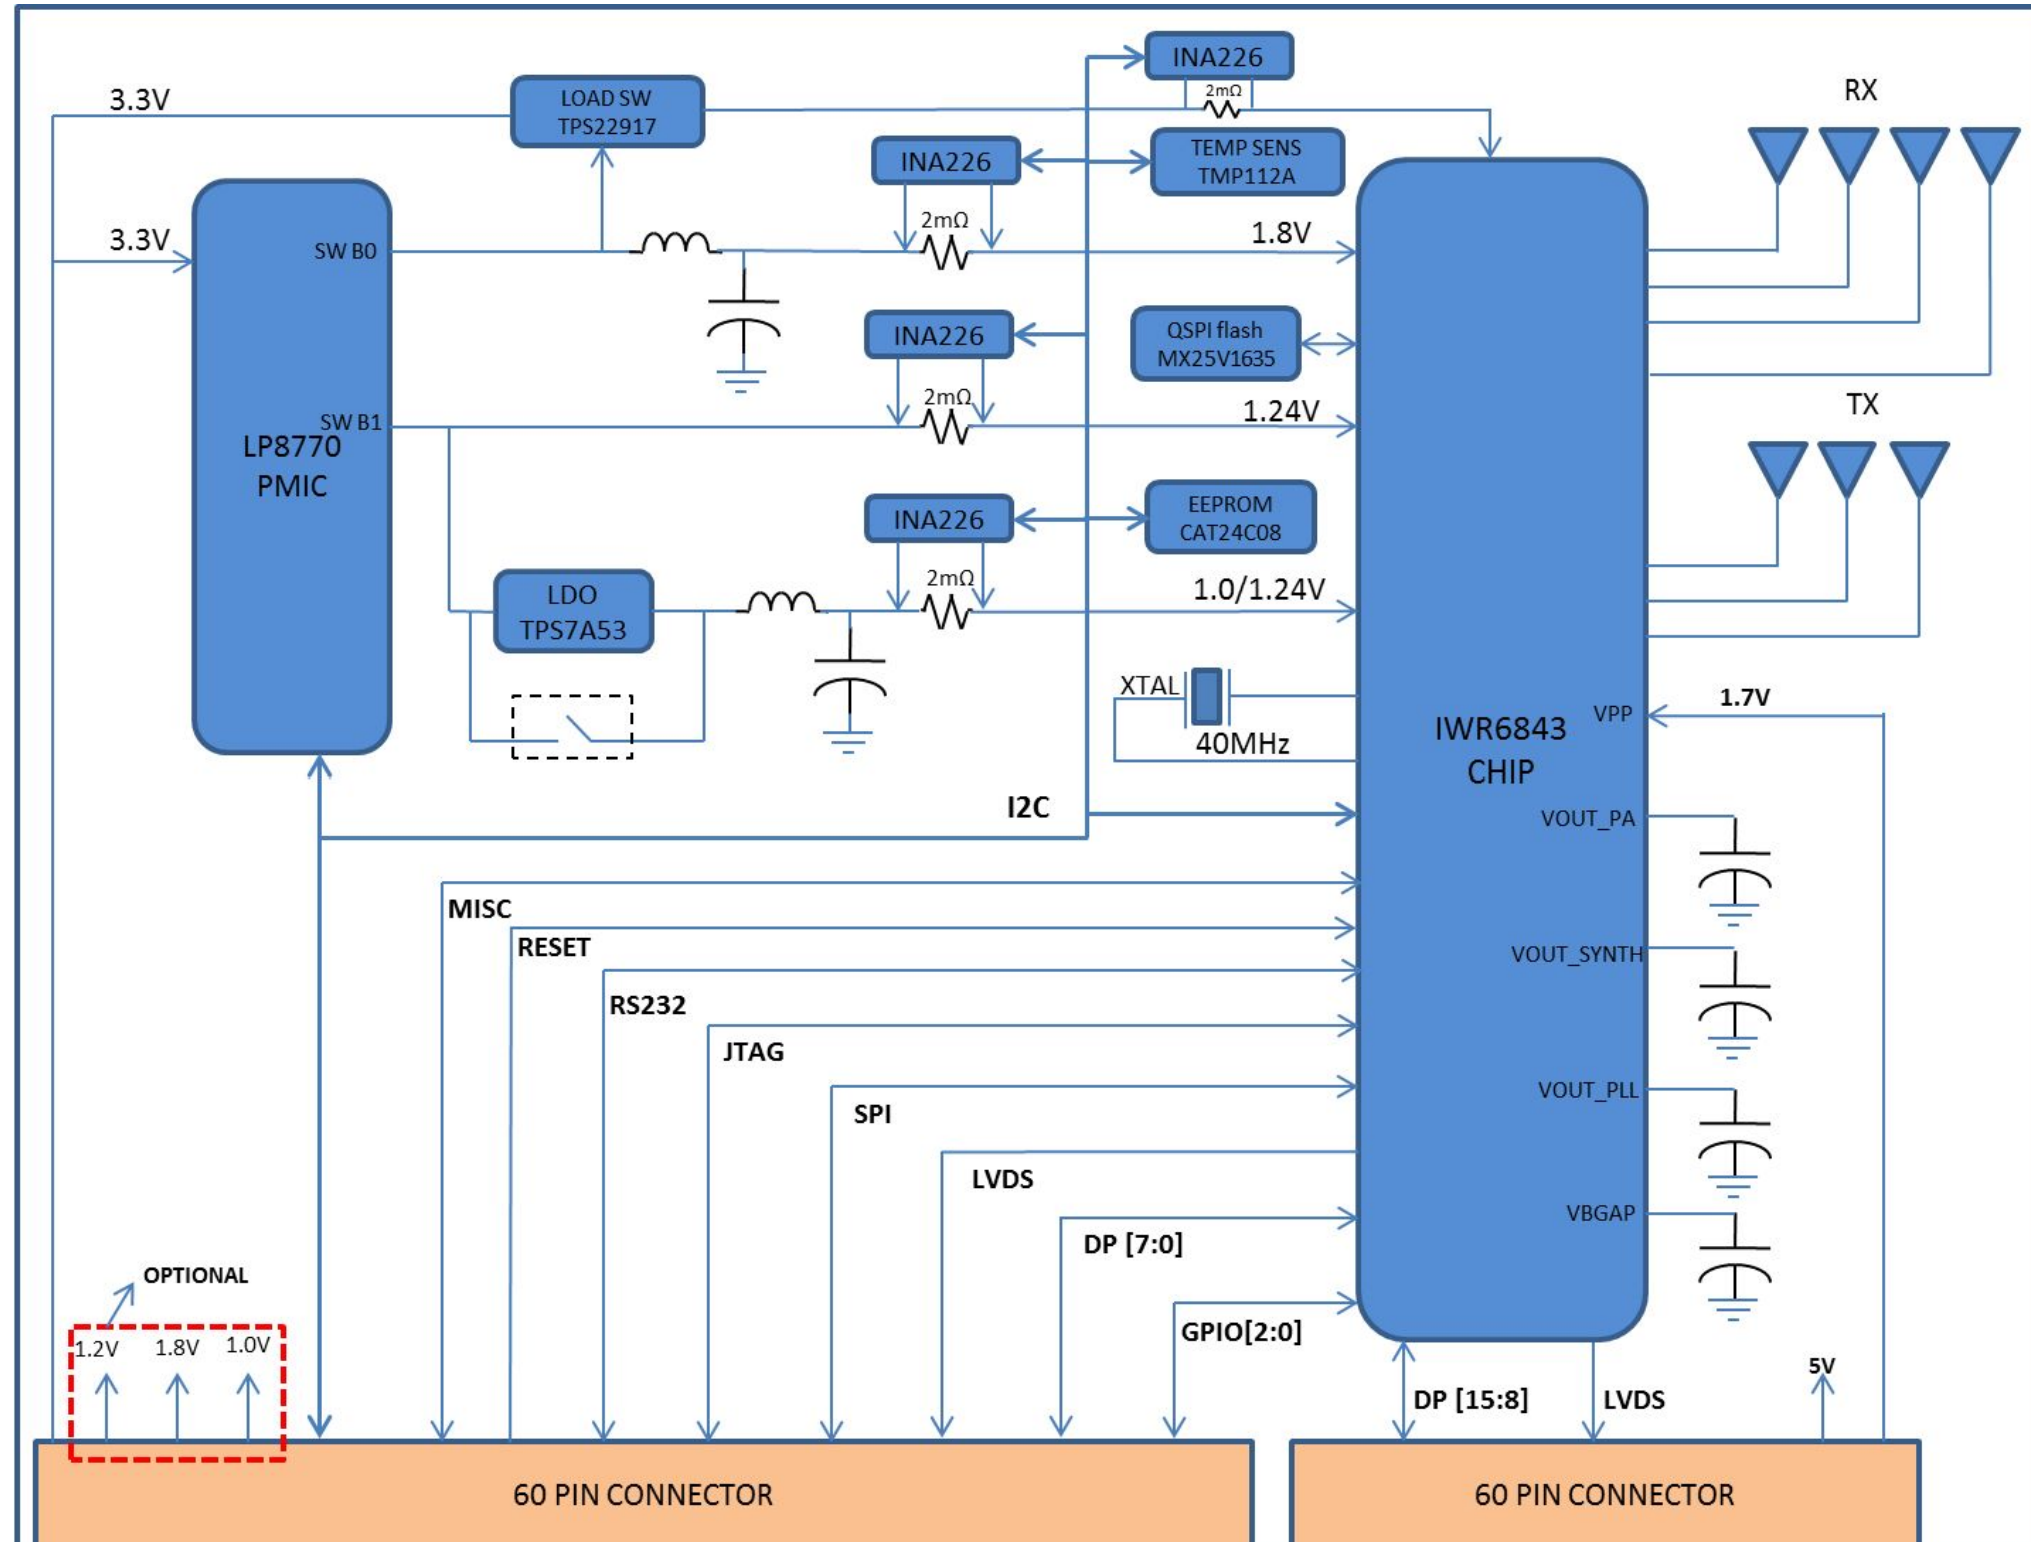 INA226
2mΩ
3.3V
LOAD SW
TPS22917
RX
INA226
TEMP SENS
TMP112A
2mΩ
3.3V
SW B0
1.8V
INA226
QSPI flash
MX25V1635
2mΩ
1.24V
TX
SW B1
LP8770
PMIC
INA226
EEPROM
CAT24C08
2mΩ
1.0/1.24V
LDO
TPS7A53
XTAL
40MHz
IWR6843
CHIP
VPP
1.7V
I2C
VOUT_PA
MISC
RESET
VOUT_SYNTH
RS232
JTAG
VOUT_PLL
SPI
LVDS
VBGAP
DP [7:0]
OPTIONAL
GPIO[2:0]
1.2V
1.8V
1.0V
5V
DP [15:8]
LVDS
60 PIN CONNECTOR
60 PIN CONNECTOR